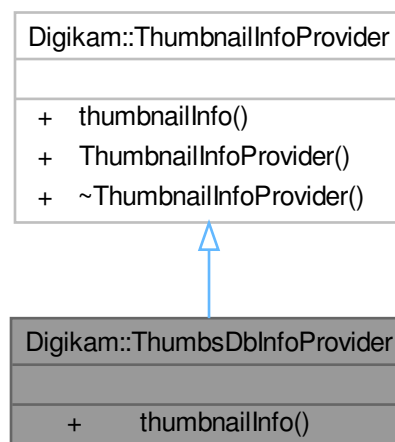 Digikam::ThumbnailInfoProvider
+ thumbnailInfo()
+ ThumbnailInfoProvider()
+ ~ThumbnailInfoProvider()
Digikam::ThumbsDbInfoProvider
+ thumbnailInfo()